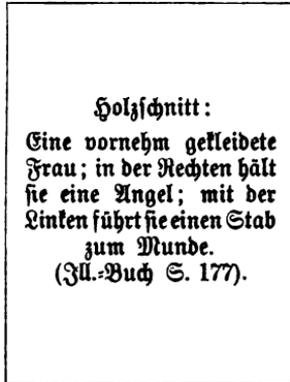 Holzschnitt:
Eine vornehm gekleidete
Frau; in der Rechten hält
sie eine Angel; mit der
Linken führt sie einen Stab
zum Munde.
(Ill.-Buch S. 177).